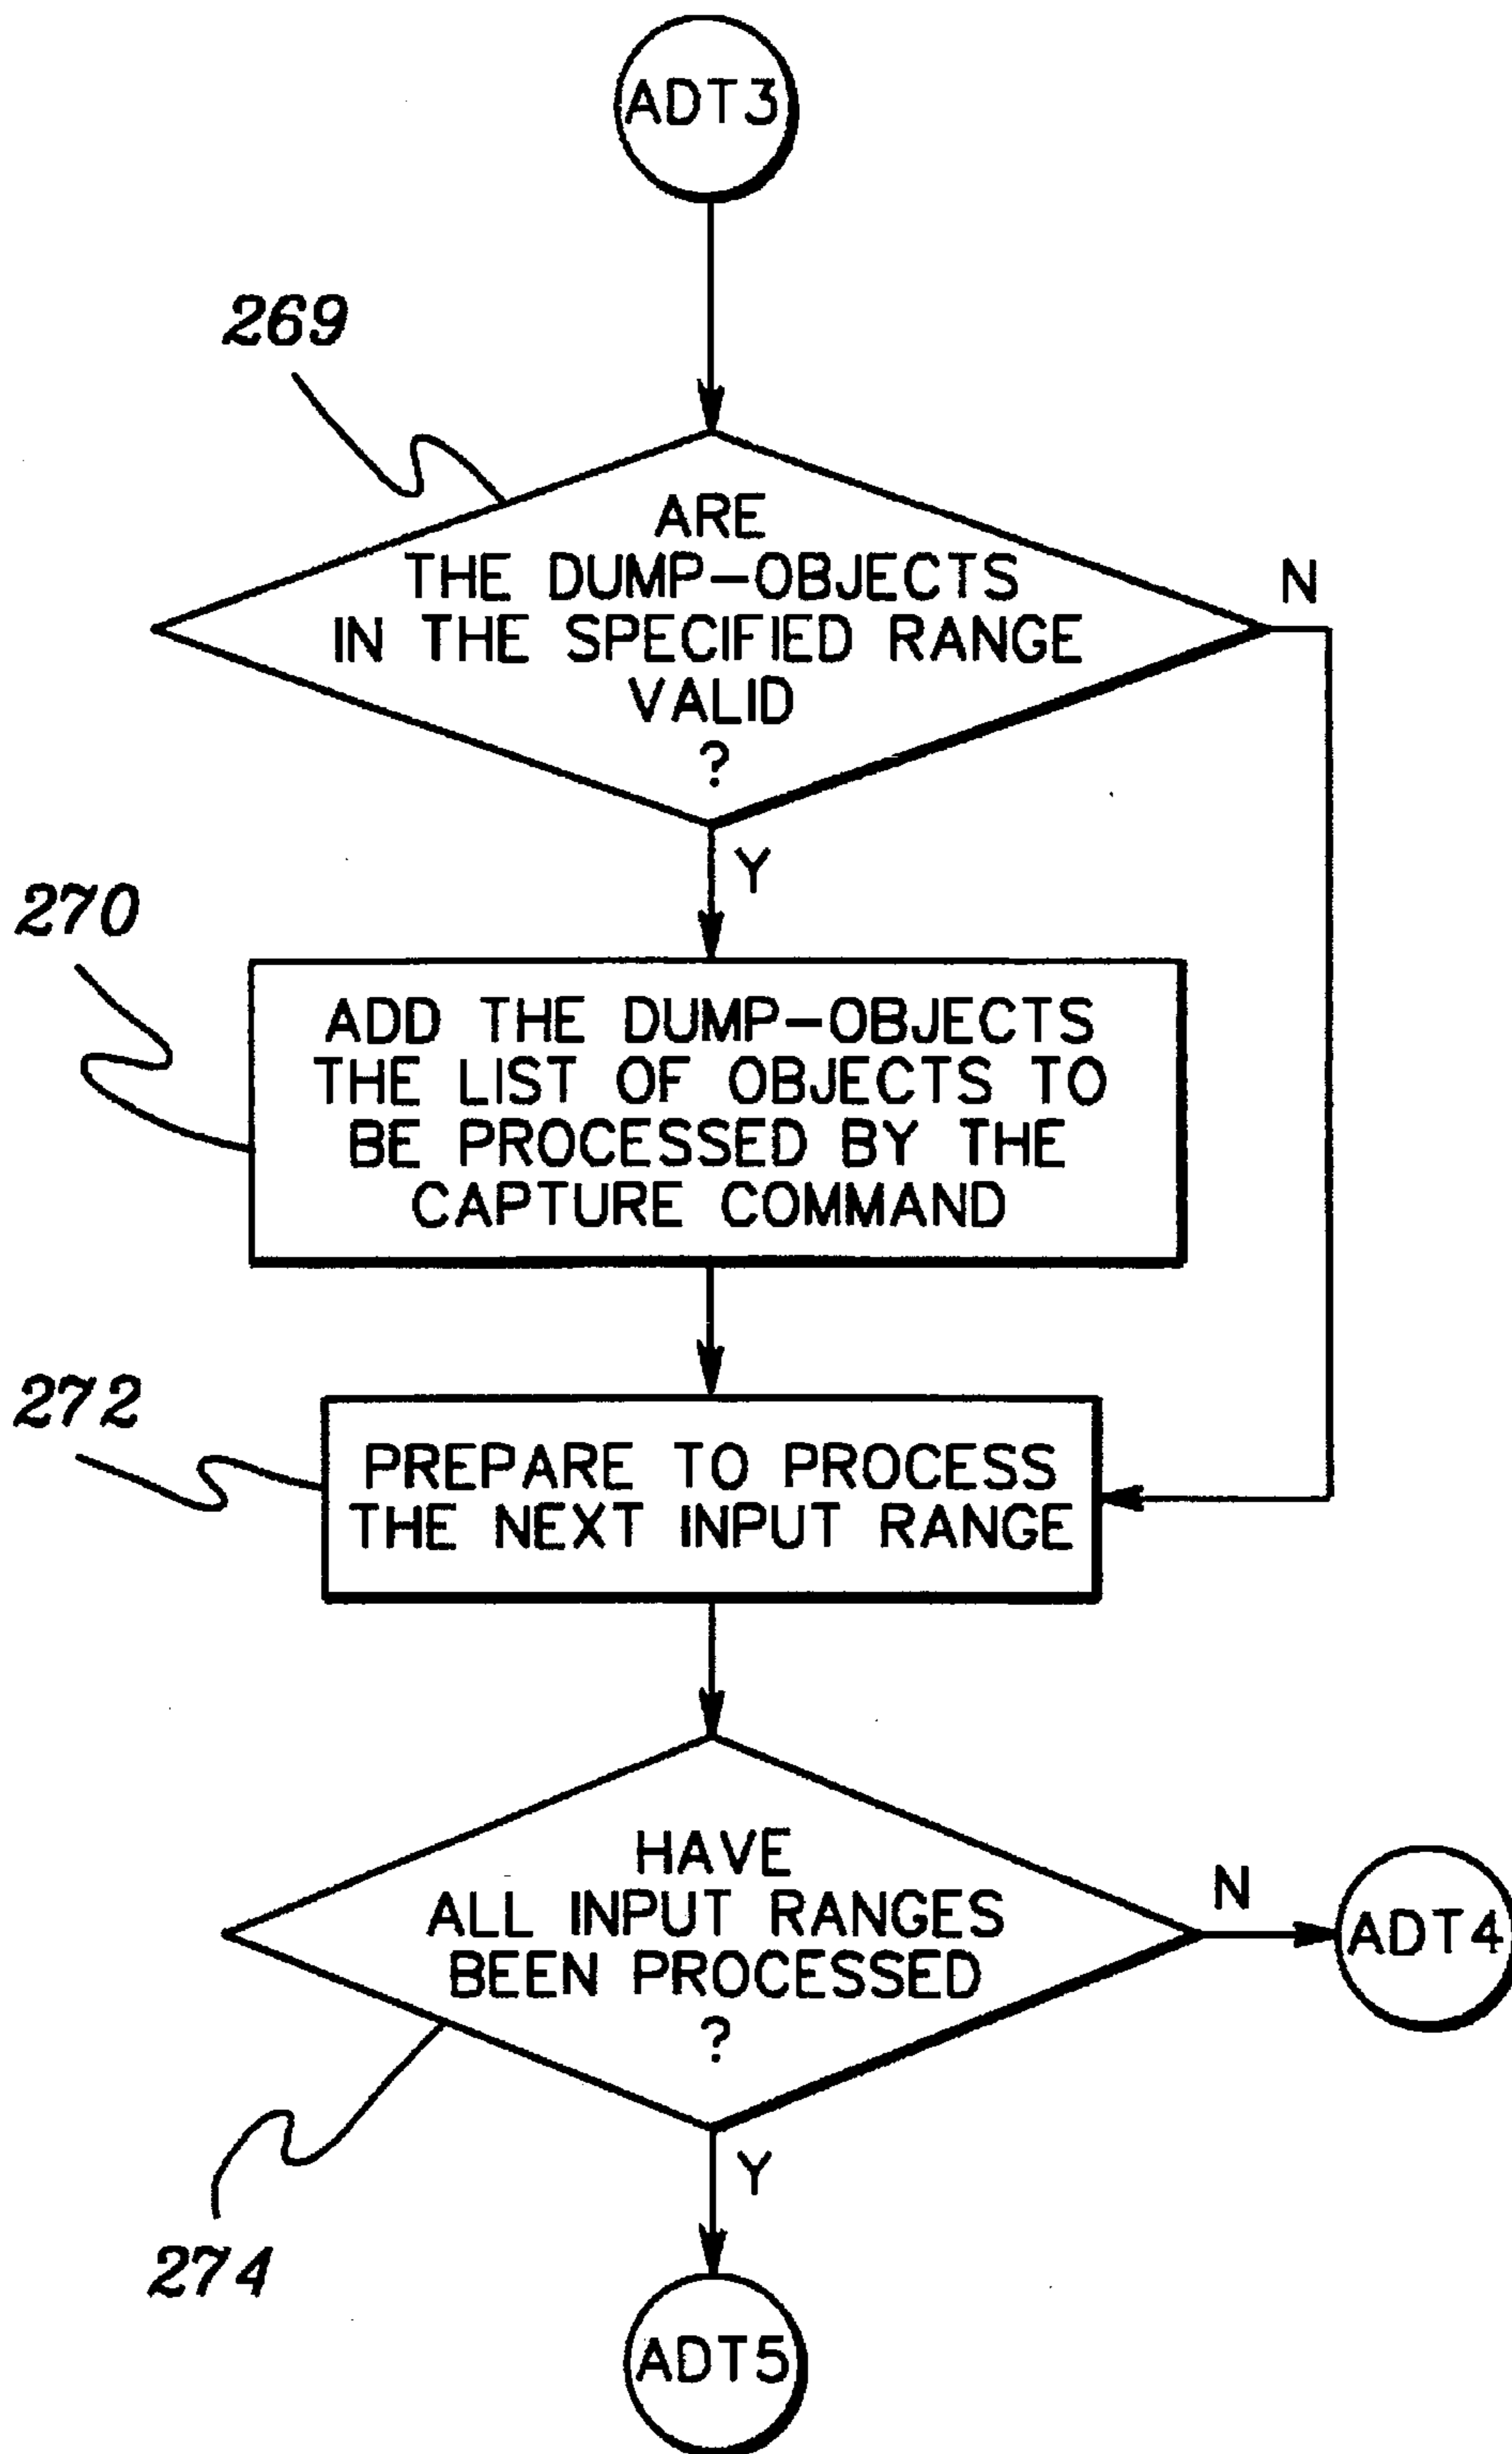 ADT3
269
ARE
THE DUMP-OBJECTS
IN THE SPECIFIED RANGE
VALID
?
N
Y
270
ADD THE DUMP-OBJECTS
THE LIST OF OBJECTS TO
BE PROCESSED BY THE
CAPTURE COMMAND
272
PREPARE TO PROCESS
THE NEXT INPUT RANGE
HAVE
ALL INPUT RANGES
BEEN PROCESSED
?
N
ADT4
Y
274
ADT5